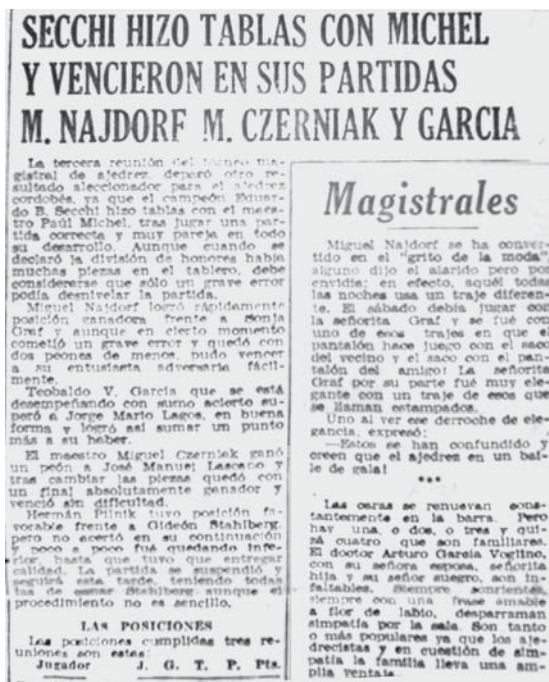 SECCHI HIZO TABLAS CON MICHEL
Y VENCIERON EN SUS PARTIDAS
M. NAJDORF M. CZERNIAK Y GARCIA
La tercera reunión del torneo ma-
gistral de ajedrez, deparó otro re-
sultado aleccionador para el ajedrez
cordobés, ya que el campeón Eduar-
do B. Secchi hizo tablas con el maes-
tro Paúl Michel, tras jugar una par-
tida correcta y muy pareja en todo
su desarrollo. Aunque cuando se
declaró la división de honores había
muchas piezas en el tablero, debe
considerarse que sólo un grave error
podía desnivelar la partida.
Miguel Najdorf logró rápidamente
posición ganadora frente a Sonja
Graf y aunque en cierto momento
cometió un grave error y quedó con
dos peones de menos, pudo vencer
a su entusiasta adversaria fácil-
mente.
Teobaldo V. García que se está
desempeñando con sumo acierto su-
peró a Jorge Mario Lagos, en buena
forma y logró así sumar un punto
más a su haber.
El maestro Miguel Czerniak ganó
un peón a José Manuel Lascano y
tras cambiar las piezas quedó con
un final absolutamente ganador y
venció sin dificultad.
Hermán Pilnik tuvo posición fa-
vorable frente a Gideón Stahlberg,
pero no acertó en su continuación
y poco a poco fué quedando infe-
rior, hasta que tuvo que entregar
calidad. La partida se suspendió y
seguirá esta tarde, teniendo todas
las de ganar Stahlberg aunque el
procedimiento no es sencillo.
LAS POSICIONES
Las posiciones cumplidas tres re-
uniones son estas:
Jugador J. G. T. P. Pts.
Magistrales
Miguel Najdorf se ha conver-
tido en el "grito de la moda",
alguno dijo el alarido pero por
envidia; en efecto, aquél todas
las noches usa un traje diferen-
te. El sábado debía jugar con
la señorita Graf y se fué con
uno de esos trajes en que el
pantalón hace juego con el saco
del vecino y el saco con el pan-
talón del amigo! La señorita
Graf por su parte fué muy ele-
gante con un traje de esos que
se llaman estampados.
Uno al ver ese derroche de ele-
gancia, expresó:
—Estos se han confundido y
creen que el ajedrez en un bai-
le de gala!
***
Las caras se renuevan cons-
tantemente en la barra. Pero
hay una, o dos, o tres y qui-
zá cuatro que son familiares.
El doctor Arturo García Voglino,
con su señora esposa, señorita
hija y su señor suegro, son in-
faltables. Siempre sonrientes,
siempre con una frase amable
a flor de labio, desparraman
simpatía por la sala. Son tanto
o más populares ya que los aje-
drecistas y en cuestión de sim-
patía la familia lleva una am-
plia ventaja.